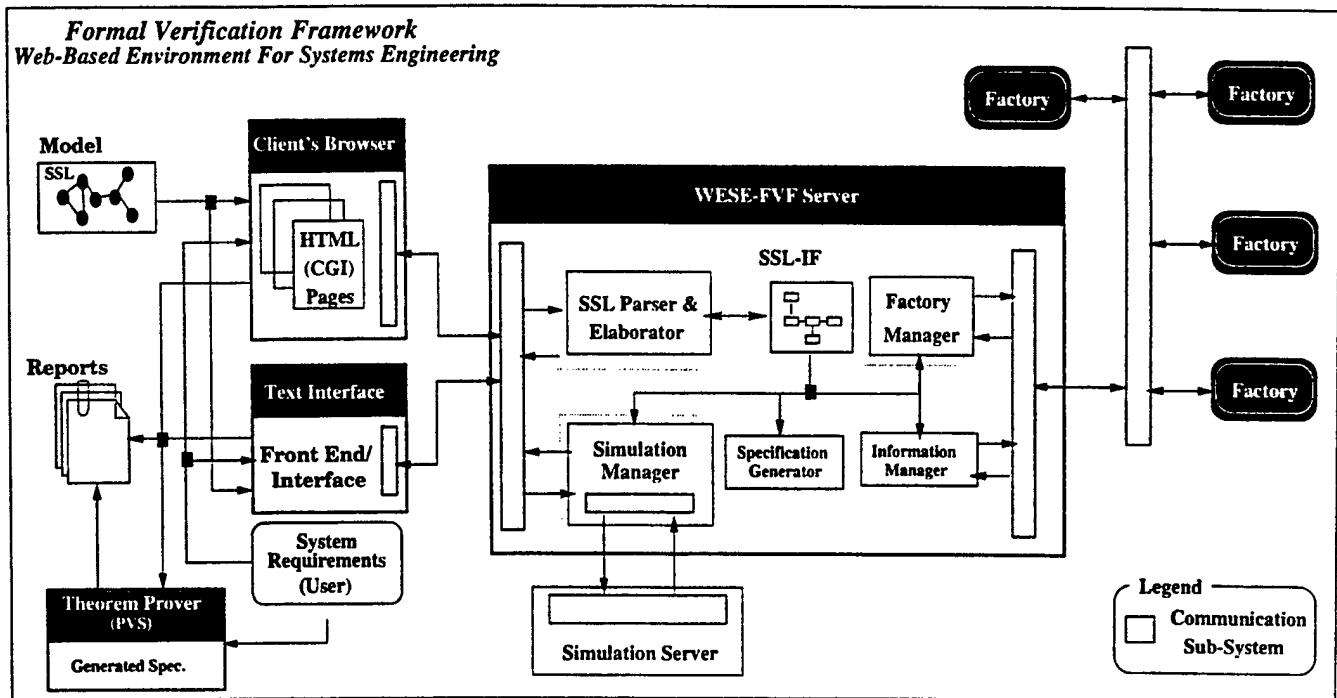 Formal Verification Framework
Web-Based Environment For Systems Engineering
Model
SSL
Client's Browser
HTML
(CGI)
Pages
Reports
Text Interface
Front End/
Interface
System
Requirements
(User)
Theorem Prover
(PVS)
Generated Spec.
WESE-FVF Server
SSL Parser &
Elaborator
SSL-IF
Factory
Manager
Simulation
Manager
Specification
Generator
Information
Manager
Simulation Server
Factory
Factory
Factory
Factory
Legend
Communication
Sub-System